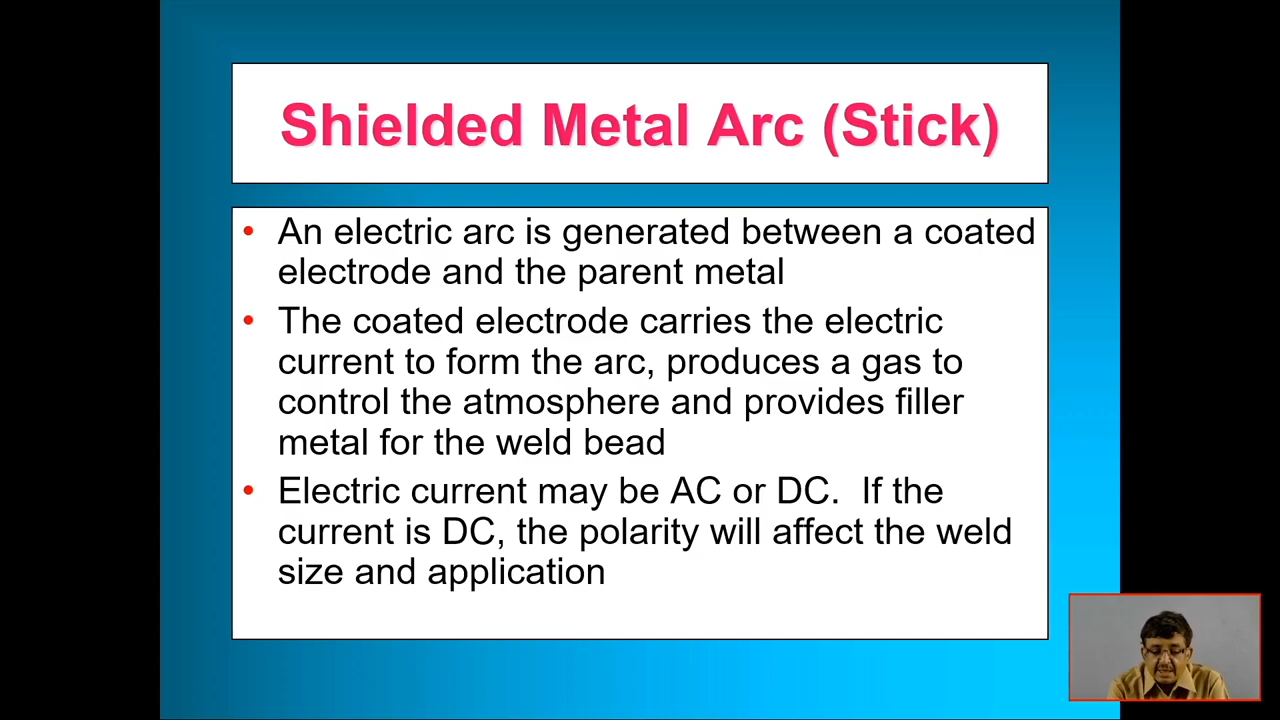 Shielded Metal Arc (Stick)
• An electric arc is generated between a coated
electrode and the parent metal
• The coated electrode carries the electric
current to form the arc, produces a gas to
control the atmosphere and provides filler
metal for the weld bead
• Electric current may be AC or DC.  If the
current is DC, the polarity will affect the weld
size and application